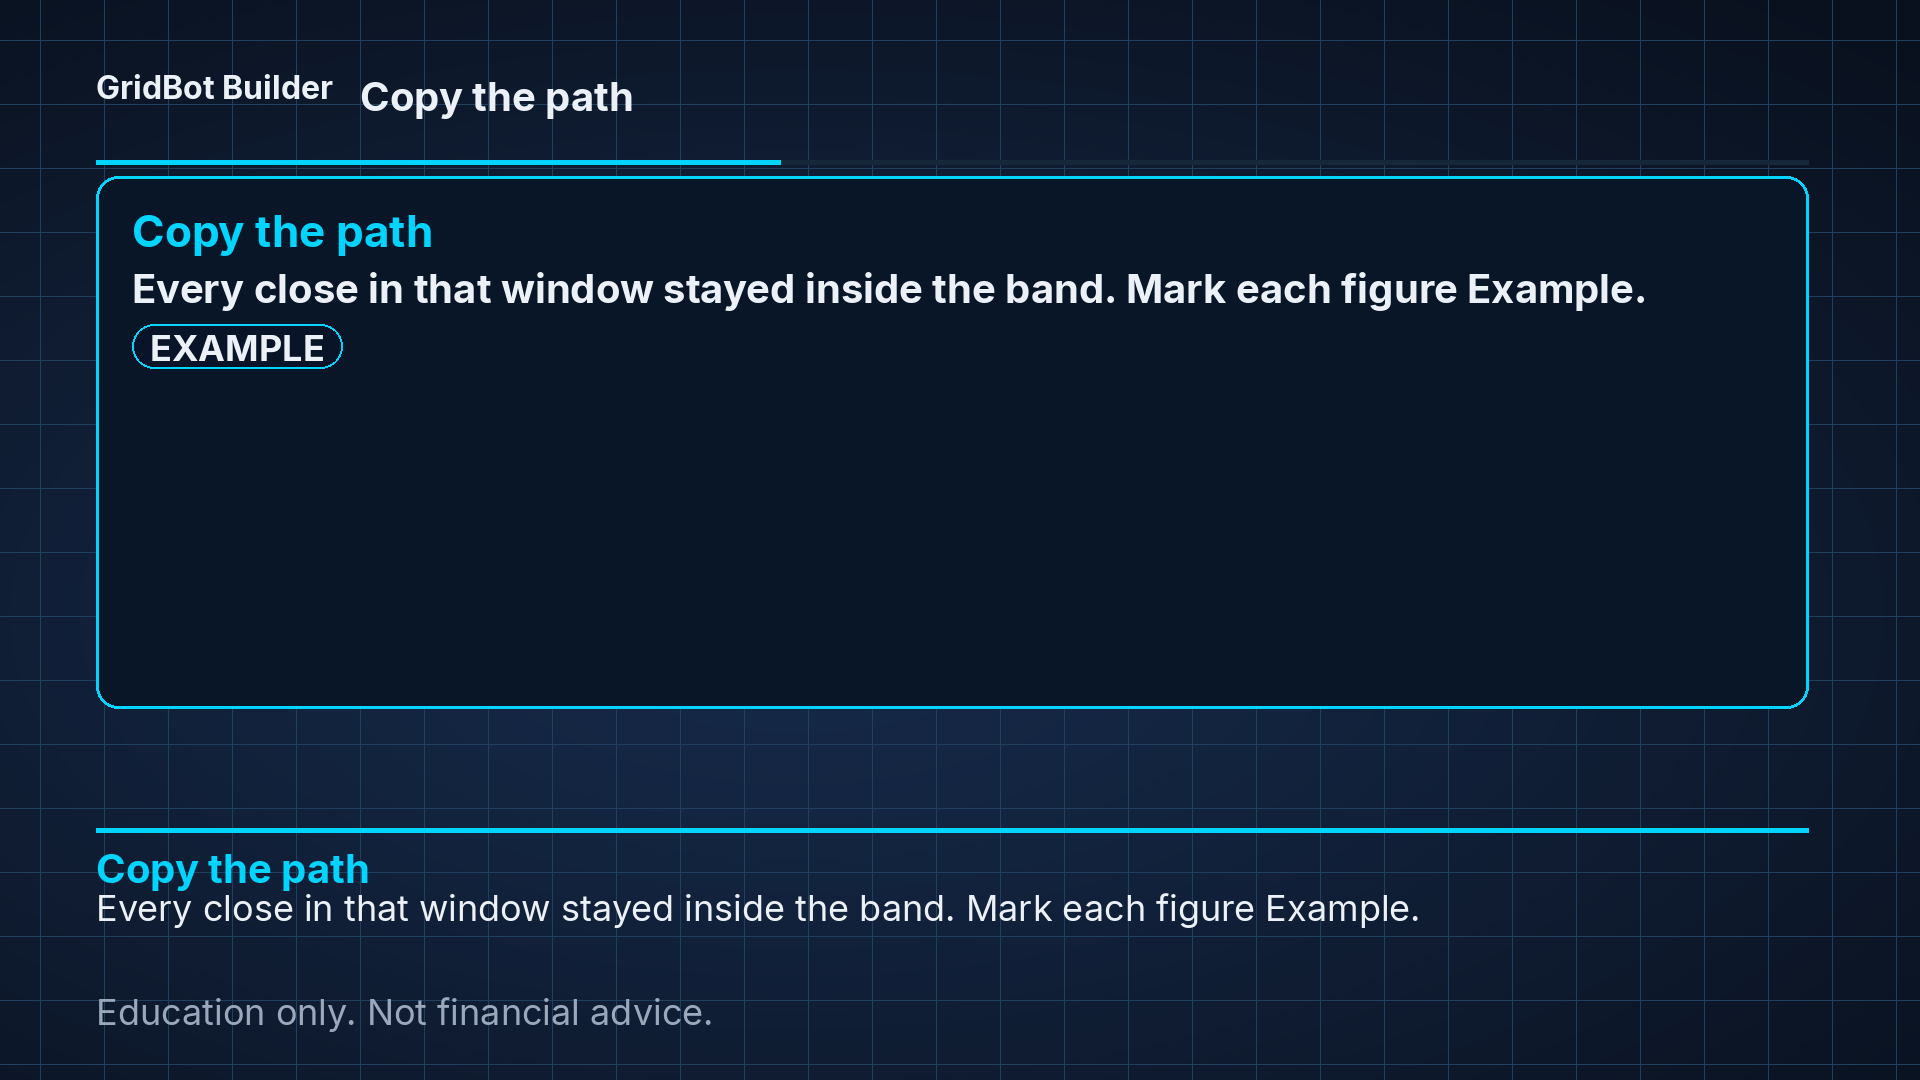 GridBot Builder
Copy the path
Copy the path
Every close in that window stayed inside the band. Mark each figure Example.
EXAMPLE
Copy the path
Every close in that window stayed inside the band. Mark each figure Example.
Education only. Not financial advice.